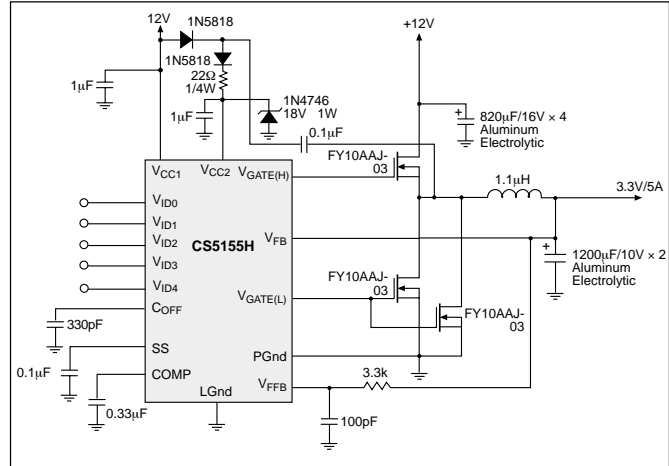 1N5818
12V
+12V
1N5818
22Ω
1/4W
1µF
1N4746
18V 1W
1µF
0.1µF
820µF/16V × 4
Aluminum
Electrolytic
FY10AAJ-
03
1.1µH
3.3V/5A
VCC1
VCC2
VGATE(H)
VID0
VID1
VID2
VID3
VID4
CS5155H
VFB
1200µF/10V × 2
Aluminum
Electrolytic
FY10AAJ-
03
VGATE(L)
FY10AAJ-
03
COFF
330pF
SS
PGnd
0.1µF
COMP
3.3k
VFFB
LGnd
0.33µF
100pF